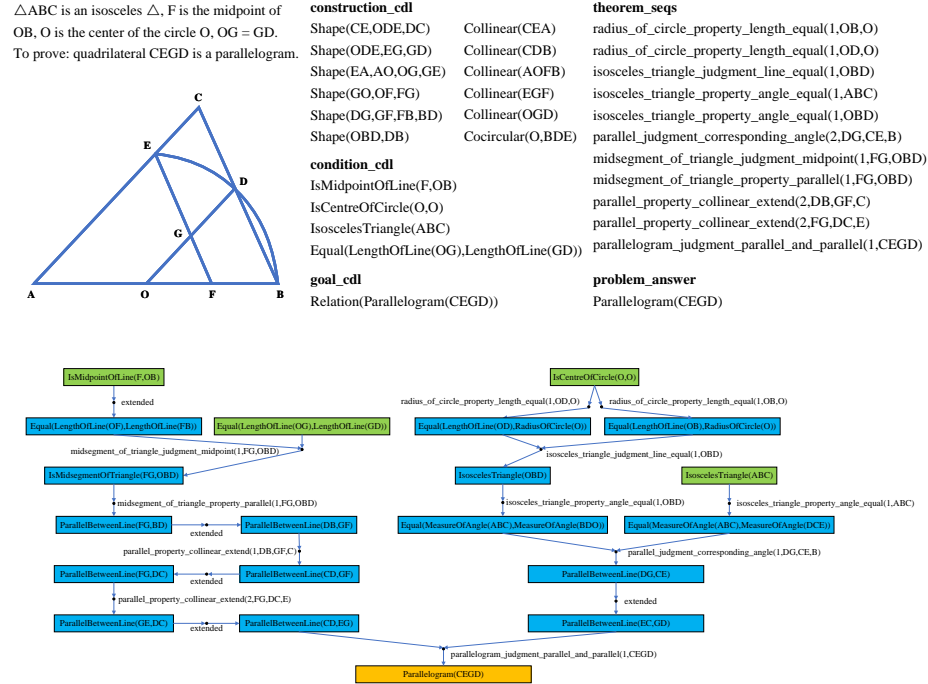 △ABC is an isosceles △, F is the midpoint of
OB, O is the center of the circle O, OG = GD.
To prove: quadrilateral CEGD is a parallelogram.
C
E
D
G
A
O
F
B
construction_cdl
Shape(CE,ODE,DC)
Shape(ODE,EG,GD)
Shape(EA,AO,OG,GE)
Shape(GO,OF,FG)
Shape(DG,GF,FB,BD)
Shape(OBD,DB)
Collinear(CEA)
Collinear(CDB)
Collinear(AOFB)
Collinear(EGF)
Collinear(OGD)
Cocircular(O,BDE)
condition_cdl
IsMidpointOfLine(F,OB)
IsCentreOfCircle(O,O)
IsoscelesTriangle(ABC)
Equal(LengthOfLine(OG),LengthOfLine(GD))
goal_cdl
Relation(Parallelogram(CEGD))
theorem_seqs
radius_of_circle_property_length_equal(1,OB,O)
radius_of_circle_property_length_equal(1,OD,O)
isosceles_triangle_judgment_line_equal(1,OBD)
isosceles_triangle_property_angle_equal(1,ABC)
isosceles_triangle_property_angle_equal(1,OBD)
parallel_judgment_corresponding_angle(2,DG,CE,B)
midsegment_of_triangle_judgment_midpoint(1,FG,OBD)
midsegment_of_triangle_property_parallel(1,FG,OBD)
parallel_property_collinear_extend(2,DB,GF,C)
parallel_property_collinear_extend(2,FG,DC,E)
parallelogram_judgment_parallel_and_parallel(1,CEGD)
problem_answer
Parallelogram(CEGD)
IsMidpointOfLine(F,OB)
extended
Equal(LengthOfLine(OF),LengthOfLine(FB))
Equal(LengthOfLine(OG),LengthOfLine(GD))
midsegment_of_triangle_judgment_midpoint(1,FG,OBD)
IsMidsegmentOfTriangle(FG,OBD)
midsegment_of_triangle_property_parallel(1,FG,OBD)
ParallelBetweenLine(FG,BD)
extended
ParallelBetweenLine(DB,GF)
parallel_property_collinear_extend(1,DB,GF,C)
ParallelBetweenLine(FG,DC)
extended
ParallelBetweenLine(CD,GF)
parallel_property_collinear_extend(2,FG,DC,E)
ParallelBetweenLine(GE,DC)
extended
ParallelBetweenLine(CD,EG)
IsCentreOfCircle(O,O)
radius_of_circle_property_length_equal(1,OD,O)
radius_of_circle_property_length_equal(1,OB,O)
Equal(LengthOfLine(OD),RadiusOfCircle(O))
Equal(LengthOfLine(OB),RadiusOfCircle(O))
isosceles_triangle_judgment_line_equal(1,OBD)
IsoscelesTriangle(OBD)
IsoscelesTriangle(ABC)
isosceles_triangle_property_angle_equal(1,OBD)
isosceles_triangle_property_angle_equal(1,ABC)
Equal(MeasureOfAngle(ABC),MeasureOfAngle(BDO))
Equal(MeasureOfAngle(ABC),MeasureOfAngle(DCE))
parallel_judgment_corresponding_angle(1,DG,CE,B)
ParallelBetweenLine(DG,CE)
extended
ParallelBetweenLine(EC,GD)
parallelogram_judgment_parallel_and_parallel(1,CEGD)
Parallelogram(CEGD)